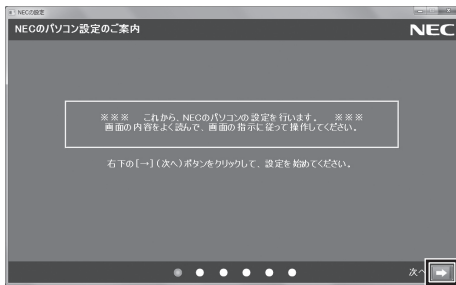 NECの設定
NECのパソコン設定のご案内
NEC
※※※ これから、NECのパソコンの設定を行います。 ※※※
画面の内容をよく読んで、画面の指示に従って操作してください。
右下の[→](次へ)ボタンをクリックして、設定を始めてください。
次へ